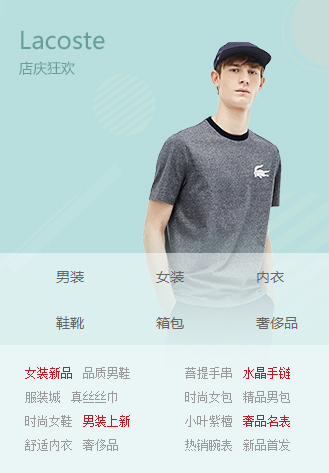 Lacoste
店庆狂欢
男装 女装 内衣
鞋靴 箱包 奢侈品
女装新品 品质男鞋 菩提手串 水晶手链
服装城 真丝丝巾 时尚女包 精品男包
时尚女鞋 男装上新 小叶紫檀 奢品名表
舒适内衣 奢侈品 热销腕表 新品首发